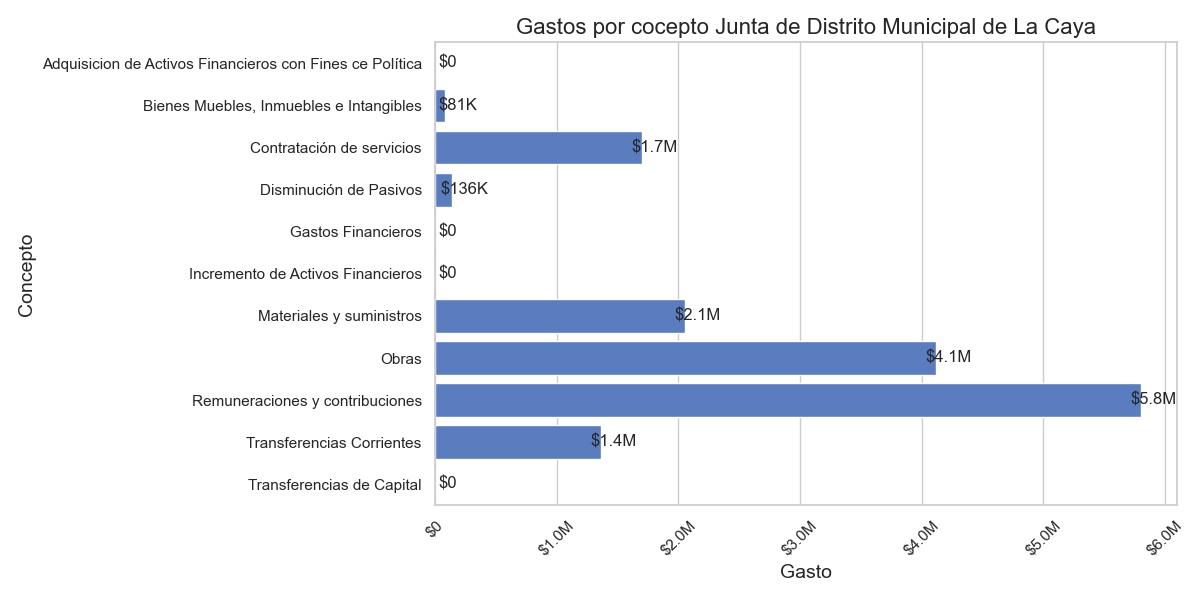 Gastos por cocepto Junta de Distrito Municipal de La Caya
Concepto
Adquisicion de Activos Financieros con Fines ce Política $0
Bienes Muebles, Inmuebles e Intangibles $81K
Contratación de servicios $1.7M
Disminución de Pasivos $136K
Gastos Financieros $0
Incremento de Activos Financieros $0
Materiales y suministros $2.1M
Obras $4.1M
Remuneraciones y contribuciones $5.8M
Transferencias Corrientes $1.4M
Transferencias de Capital $0
$0 $1.0M $2.0M $3.0M $4.0M $5.0M $6.0M
Gasto